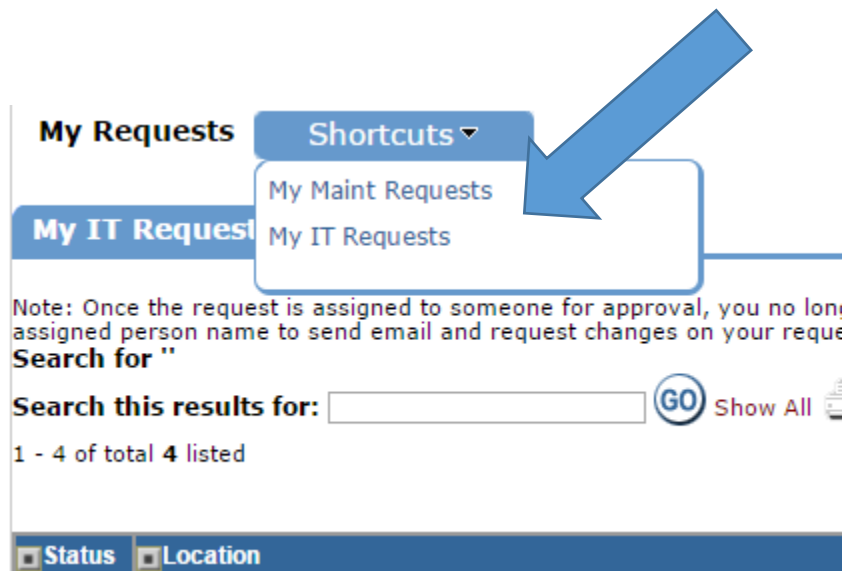 My Requests Shortcuts
My Maint Requests
My IT Requests
My IT Request
Note: Once the request is assigned to someone for approval, you no
assigned person name to send email and request changes on your
Search for ''
Search this results for: GO Show All
1 - 4 of total 4 listed
Status Location